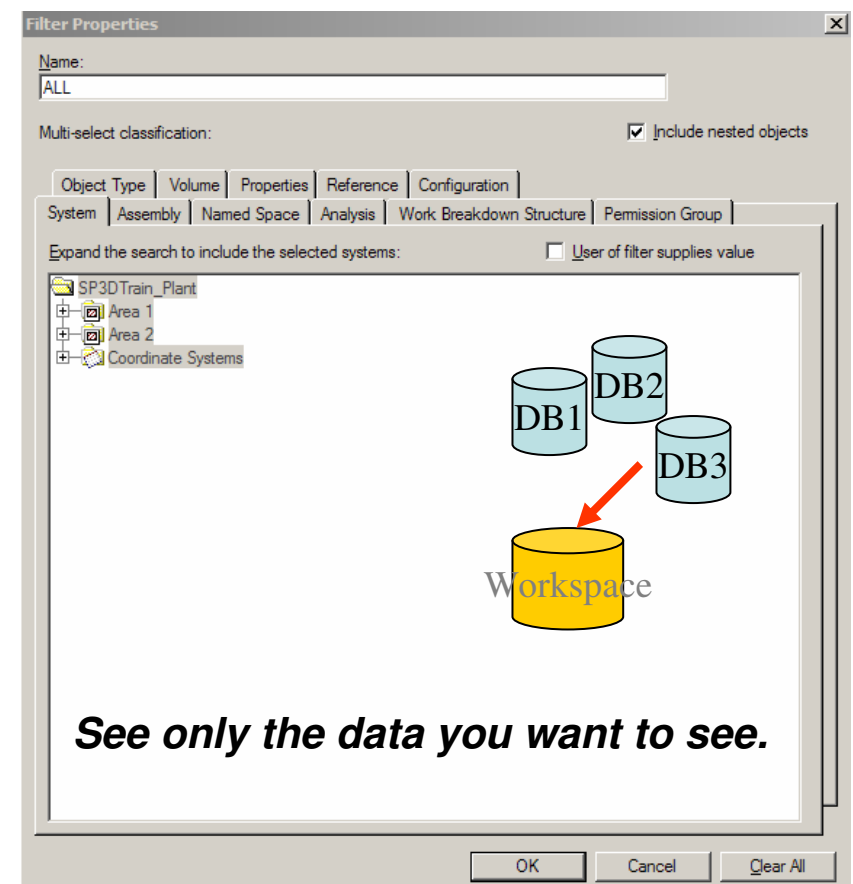 Filter Properties
Name:
ALL
Multi-select classification:
Include nested objects
Object Type Volume Properties Reference Configuration
System Assembly Named Space Analysis Work Breakdown Structure Permission Group
Expand the search to include the selected systems:
User of filter supplies value
SP3DTrain_Plant
Area 1
Area 2
Coordinate Systems
DB2
DB1
DB3
Workspace
See only the data you want to see.
OK Cancel Clear All